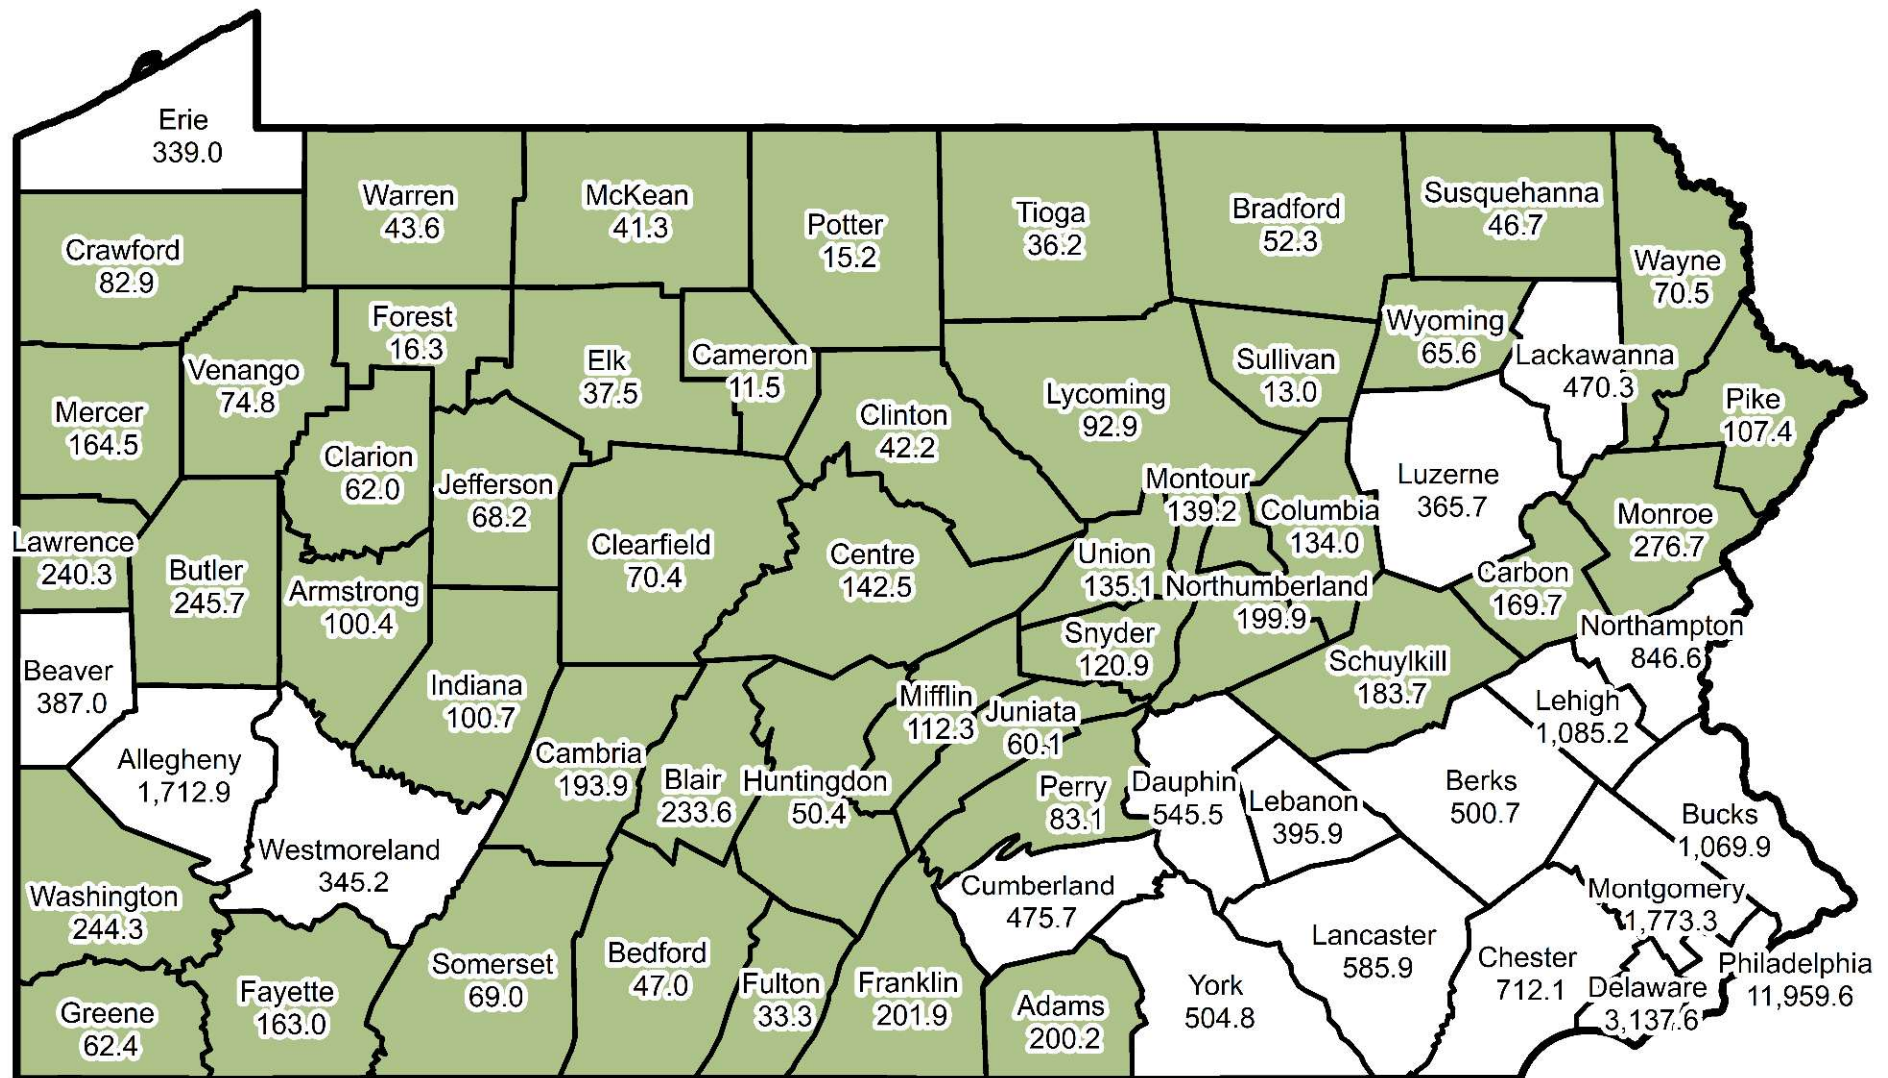 Erie
339.0
Warren
43.6
McKean
41.3
Potter
15.2
Tioga
36.2
Bradford
52.3
Susquehanna
46.7
Wayne
70.5
Crawford
82.9
Forest
16.3
Elk
37.5
Cameron
11.5
Wyoming
65.6
Lackawanna
470.3
Sullivan
13.0
Venango
74.8
Mercer
164.5
Clinton
42.2
Lycoming
92.9
Pike
107.4
Clarion
62.0
Jefferson
68.2
Montour
139.2
Columbia
134.0
Luzerne
365.7
Monroe
276.7
Lawrence
240.3
Butler
245.7
Armstrong
100.4
Clearfield
70.4
Centre
142.5
Union
135.1
Northumberland
199.9
Carbon
169.7
Northampton
846.6
Snyder
120.9
Schuylkill
183.7
Beaver
387.0
Indiana
100.7
Mifflin
112.3
Juniata
60.1
Lehigh
1,085.2
Allegheny
1,712.9
Cambria
193.9
Blair
233.6
Huntingdon
50.4
Perry
83.1
Dauphin
545.5
Lebanon
395.9
Berks
500.7
Bucks
1,069.9
Westmoreland
345.2
Washington
244.3
Cumberland
475.7
Montgomery
1,773.3
Lancaster
585.9
Chester
712.1
Philadelphia
11,959.6
Delaware
3,137.6
Greene
62.4
Fayette
163.0
Somerset
69.0
Bedford
47.0
Fulton
33.3
Franklin
201.9
Adams
200.2
York
504.8